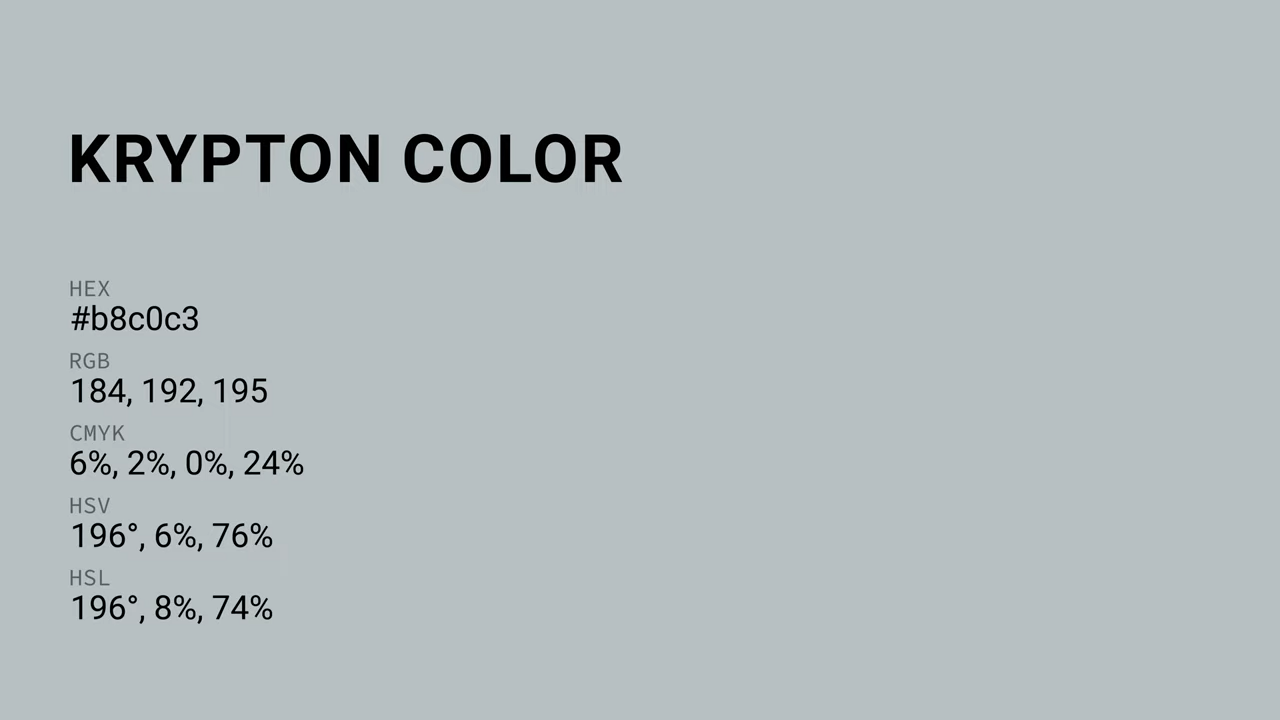 KRYPTON COLOR
HEX
#b8c0c3
RGB
184, 192, 195
CMYK
6%, 2%, 0%, 24%
HSV
196°, 6%, 76%
HSL
196°, 8%, 74%